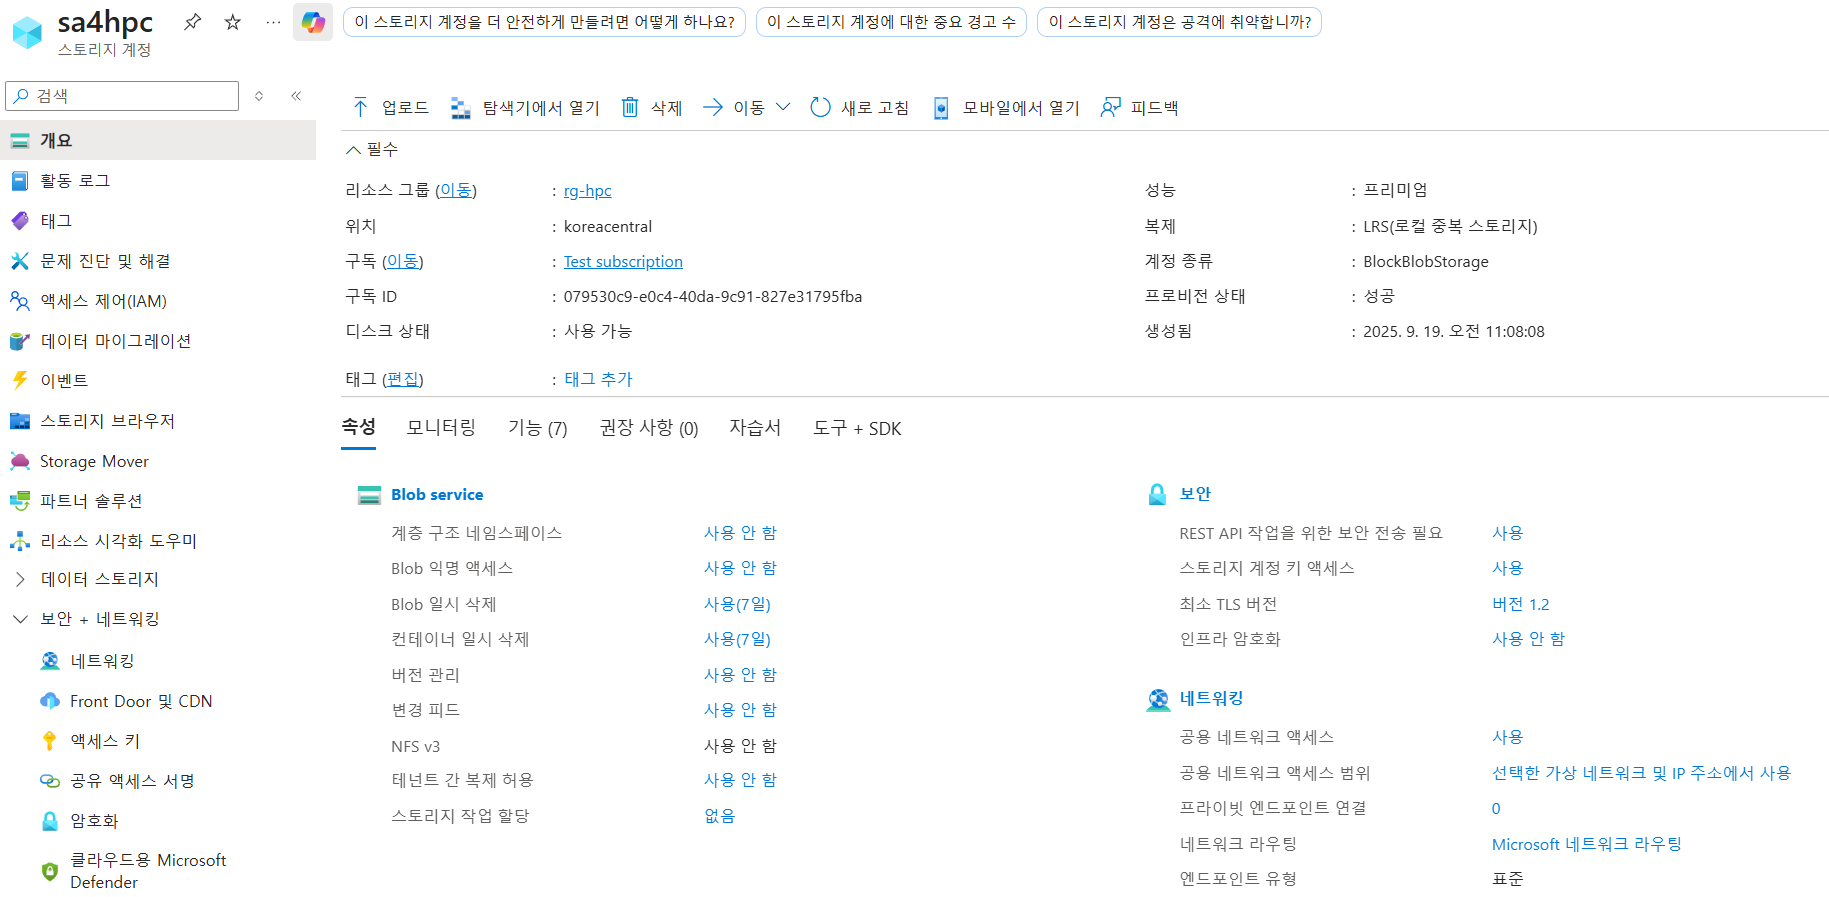 sa4hpc
스토리지 계정
이 스토리지 계정을 더 안전하게 만들려면 어떻게 하나요?
이 스토리지 계정에 대한 중요 경고 수
이 스토리지 계정은 공격에 취약합니까?
검색
개요
활동 로그
태그
문제 진단 및 해결
액세스 제어(IAM)
데이터 마이그레이션
이벤트
스토리지 브라우저
Storage Mover
파트너 솔루션
리소스 시각화 도우미
데이터 스토리지
보안 + 네트워킹
네트워킹
Front Door 및 CDN
액세스 키
공유 액세스 서명
암호화
클라우드용 Microsoft
Defender
업로드 탐색기에서 열기 삭제 이동 새로 고침 모바일에서 열기 피드백
필수
리소스 그룹 (이동) : rg-hpc
위치 : koreacentral
구독 (이동) : Test subscription
구독 ID : 079530c9-e0c4-40da-9c91-827e31795fba
디스크 상태 : 사용 가능
태그 (편집) : 태그 추가
성능 : 프리미엄
복제 : LRS(로컬 중복 스토리지)
계정 종류 : BlockBlobStorage
프로비전 상태 : 성공
생성됨 : 2025. 9. 19. 오전 11:08:08
속성 모니터링 기능 (7) 권장 사항 (0) 자습서 도구 + SDK
Blob service
계층 구조 네임스페이스 사용 안 함
Blob 익명 액세스 사용 안 함
Blob 일시 삭제 사용(7일)
컨테이너 일시 삭제 사용(7일)
버전 관리 사용 안 함
변경 피드 사용 안 함
NFS v3 사용 안 함
테넌트 간 복제 허용 사용 안 함
스토리지 작업 할당 없음
보안
REST API 작업을 위한 보안 전송 필요 사용
스토리지 계정 키 액세스 사용
최소 TLS 버전 버전 1.2
인프라 암호화 사용 안 함
네트워킹
공용 네트워크 액세스 사용
공용 네트워크 액세스 범위 선택한 가상 네트워크 및 IP 주소에서 사용
프라이빗 엔드포인트 연결 0
네트워크 라우팅 Microsoft 네트워크 라우팅
엔드포인트 유형 표준